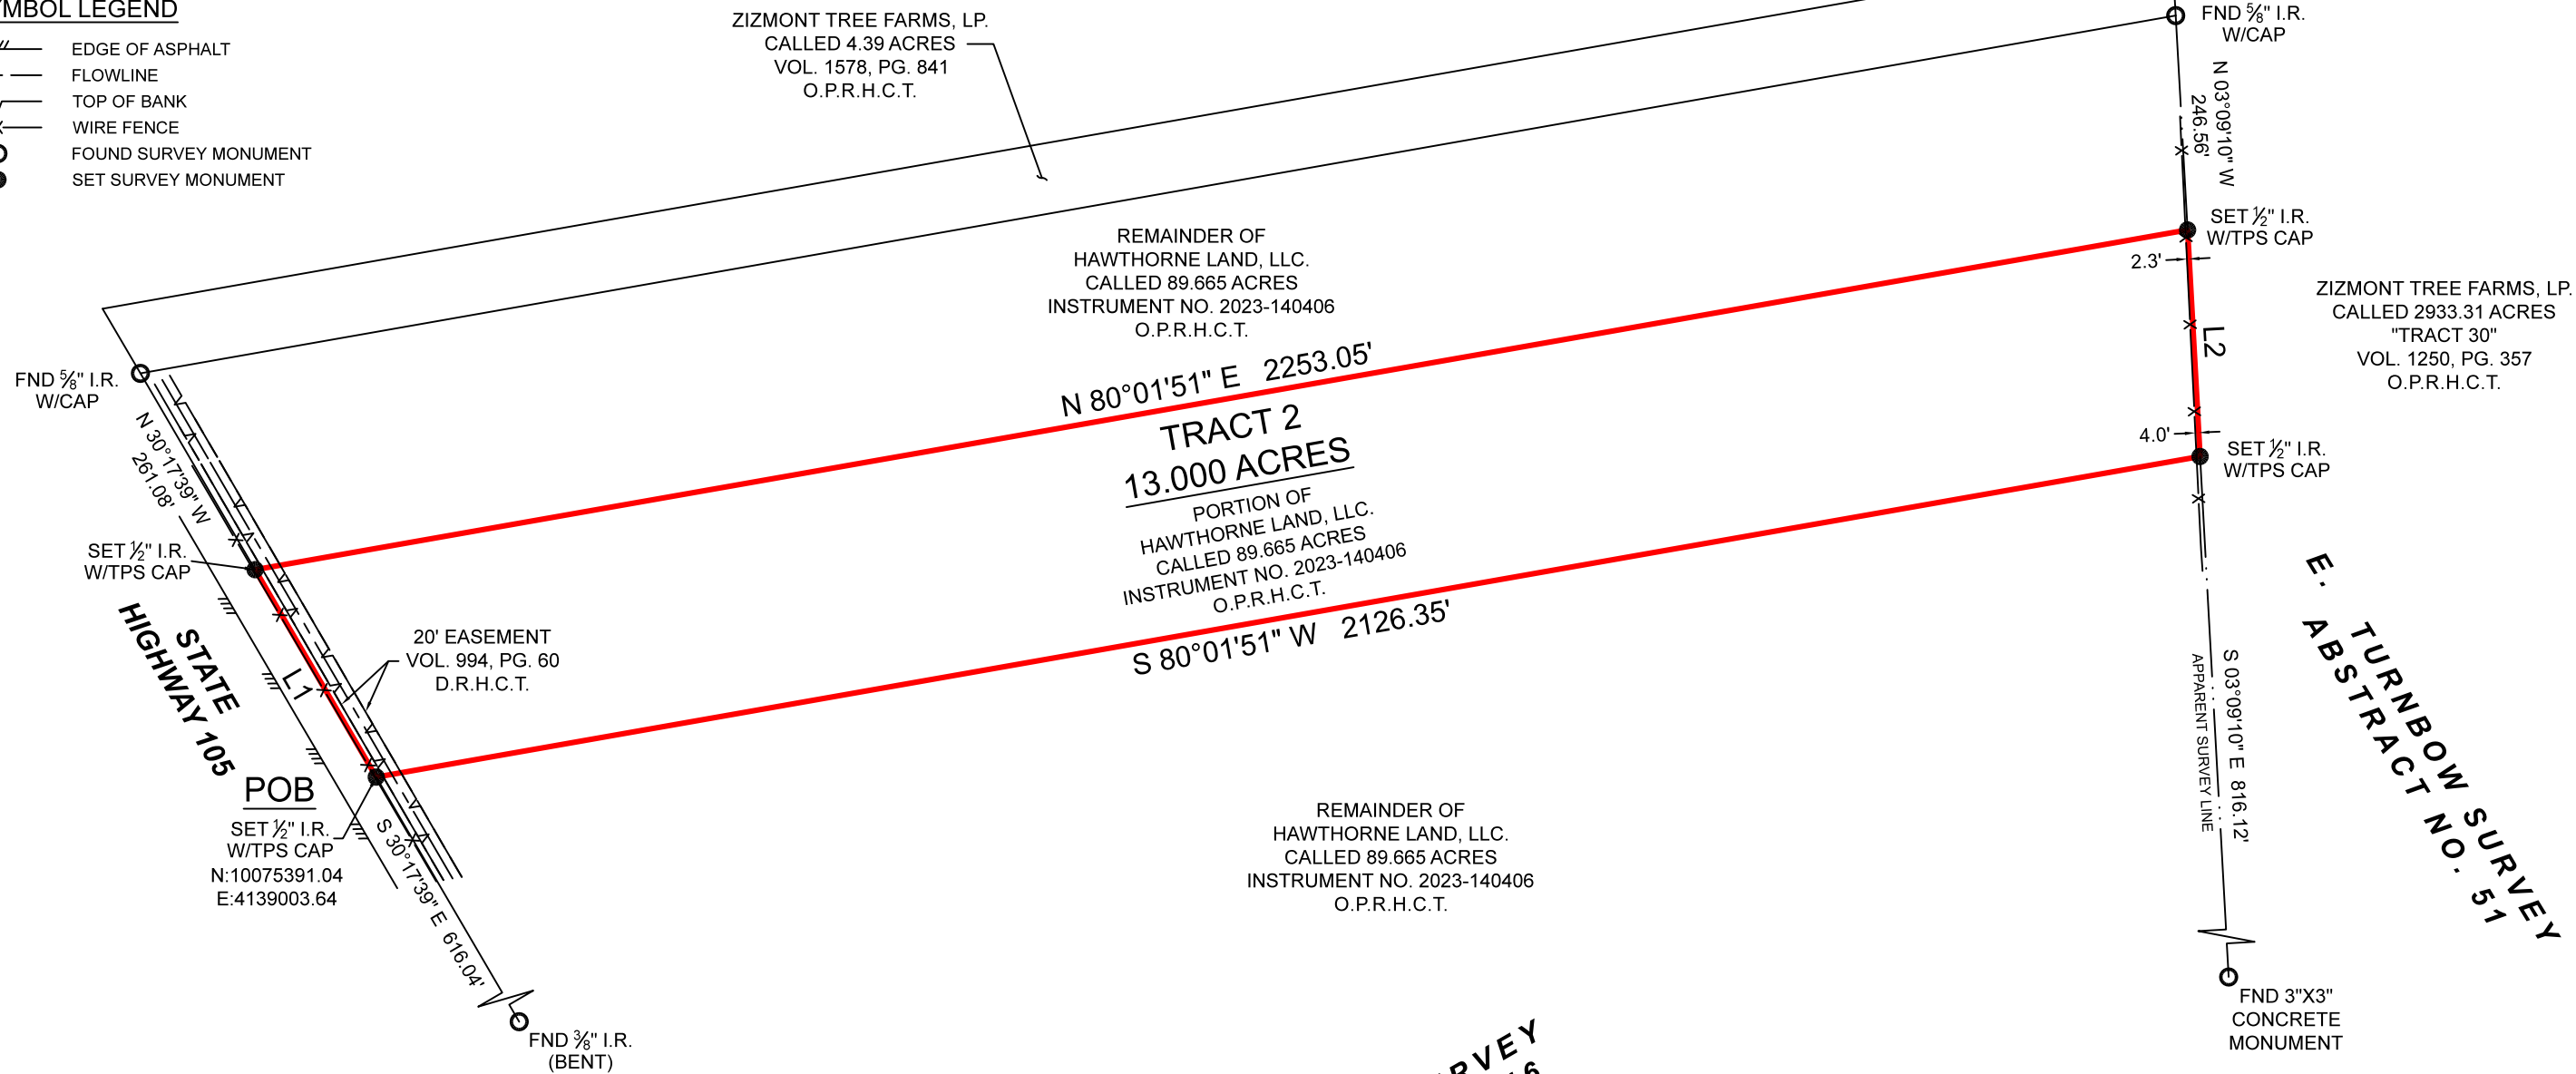 EDGE OF ASPHALT
FLOWLINE
TOP OF BANK
WIRE FENCE
FOUND SURVEY MONUMENT
SET SURVEY MONUMENT
ZIZMONT TREE FARMS, LP.
CALLED 4.39 ACRES
VOL. 1578, PG. 841
O.P.R.H.C.T.
FND ⅝" I.R.
W/CAP
N 03°09'10" W
246.56'
SET ½" I.R.
W/TPS CAP
2.3'
REMAINDER OF
HAWTHORNE LAND, LLC.
CALLED 89.665 ACRES
INSTRUMENT NO. 2023-140406
O.P.R.H.C.T.
ZIZMONT TREE FARMS, LP.
CALLED 2933.31 ACRES
"TRACT 30"
VOL. 1250, PG. 357
O.P.R.H.C.T.
L2
FND ⅝" I.R.
W/CAP
N 30°17'39" W
261.08'
N 80°01'51" E 2253.05'
TRACT 2
13.000 ACRES
PORTION OF
HAWTHORNE LAND, LLC.
CALLED 89.665 ACRES
INSTRUMENT NO. 2023-140406
O.P.R.H.C.T.
S 80°01'51" W 2126.35'
4.0'
SET ½" I.R.
W/TPS CAP
SET ½" I.R.
W/TPS CAP
STATE
HIGHWAY 105
L1
20' EASEMENT
VOL. 994, PG. 60
D.R.H.C.T.
POB
SET ½" I.R.
W/TPS CAP
N:10075391.04
E:4139003.64
S 30°17'39" E 616.04'
FND ⅜" I.R.
(BENT)
REMAINDER OF
HAWTHORNE LAND, LLC.
CALLED 89.665 ACRES
INSTRUMENT NO. 2023-140406
O.P.R.H.C.T.
S 03°09'10" E 816.12'
APPARENT SURVEY LINE
E. TURNBOW SURVEY
ABSTRACT NO. 51
FND 3"X3"
CONCRETE
MONUMENT